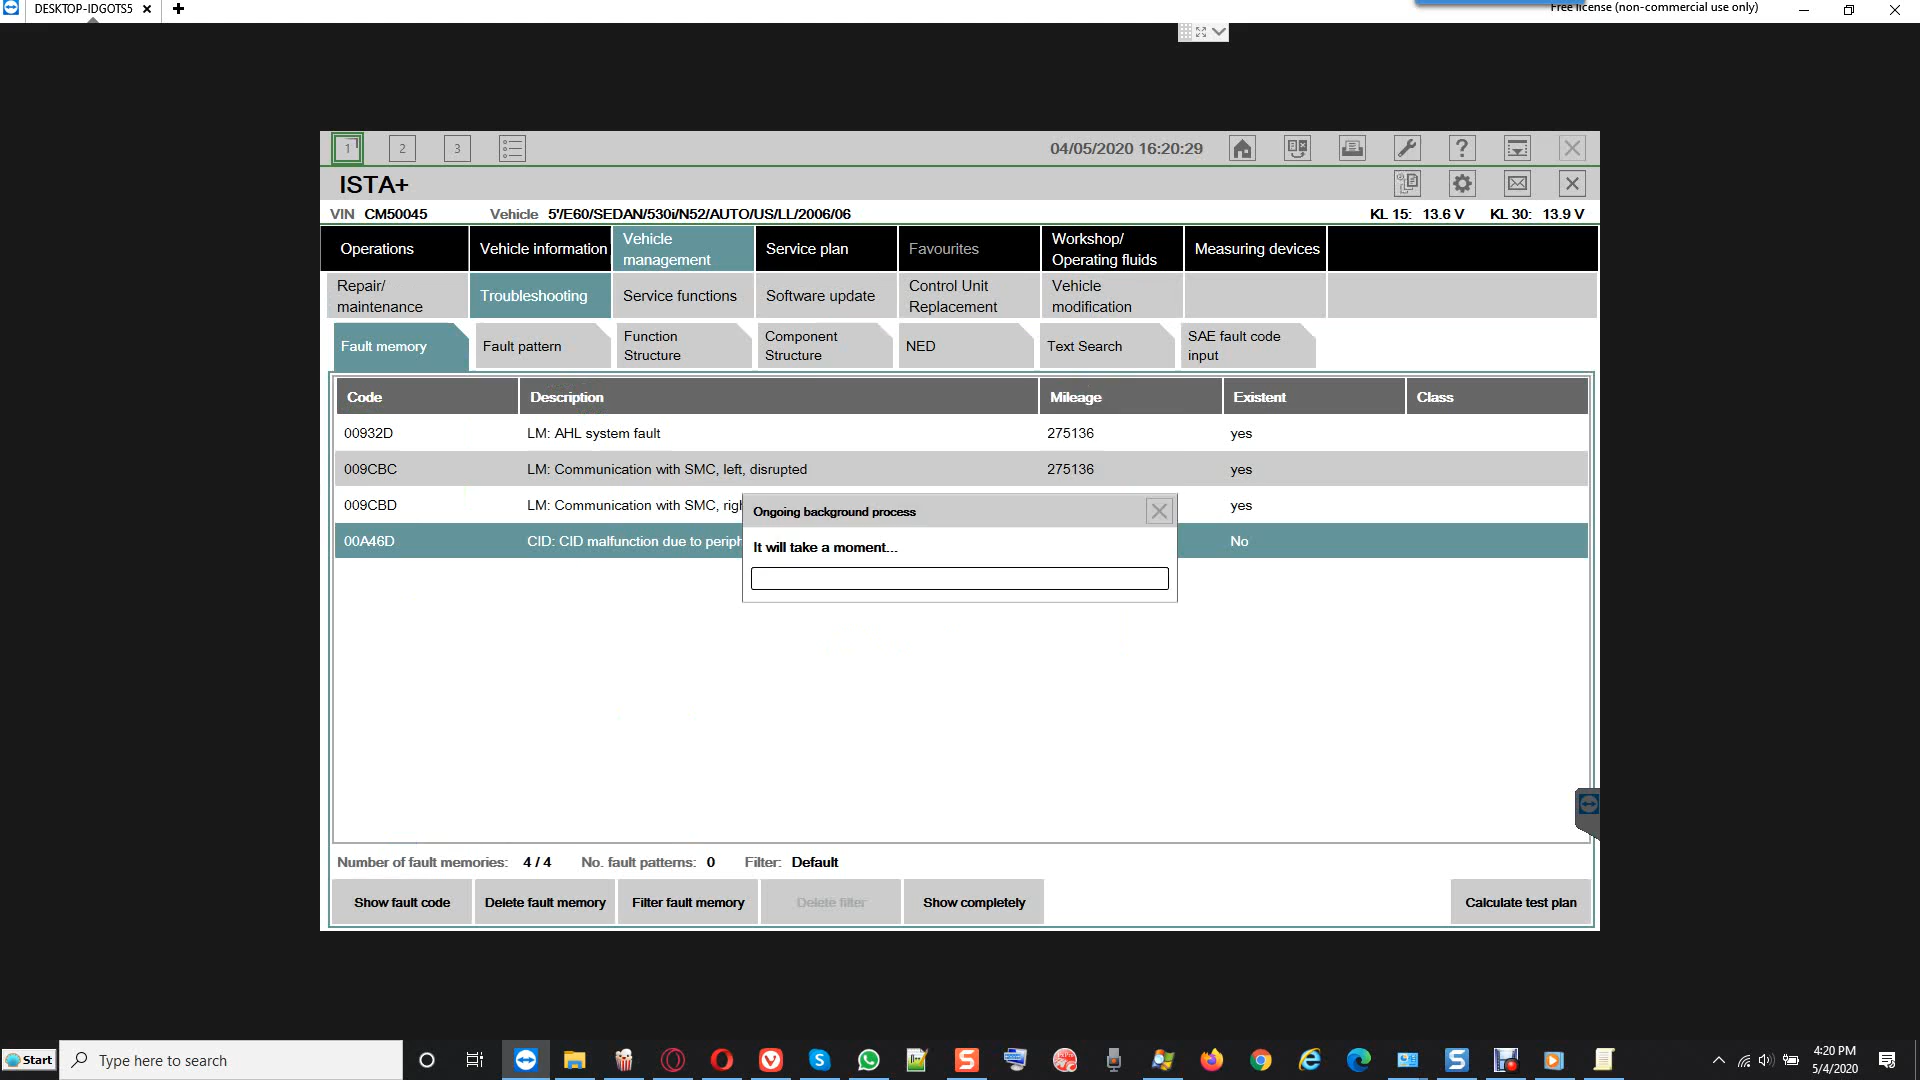 DESKTOP-IDGOTS5
Free license (non-commercial use only)
1 2 3 04/05/2020 16:20:29
ISTA+
VIN CM50045 Vehicle 5'/E60/SEDAN/530i/N52/AUTO/US/LL/2006/06 KL 15: 13.6 V KL 30: 13.9 V
Operations
Vehicle information
Vehicle
management
Service plan
Favourites
Workshop/
Operating fluids
Measuring devices
Repair/
maintenance
Troubleshooting
Service functions
Software update
Control Unit
Replacement
Vehicle
modification
Fault memory
Fault pattern
Function
Structure
Component
Structure
NED
Text Search
SAE fault code
input
Code Description Mileage Existent Class
00932D LM: AHL system fault 275136 yes
009CBC LM: Communication with SMC, left, disrupted 275136 yes
009CBD LM: Communication with SMC, yes
00A46D CID: CID malfunction due to No
Ongoing background process
It will take a moment...
Number of fault memories: 4 / 4 No. fault patterns: 0 Filter: Default
Show fault code Delete fault memory Filter fault memory Delete filter Show completely Calculate test plan
Start
Type here to search
4:20 PM
5/4/2020